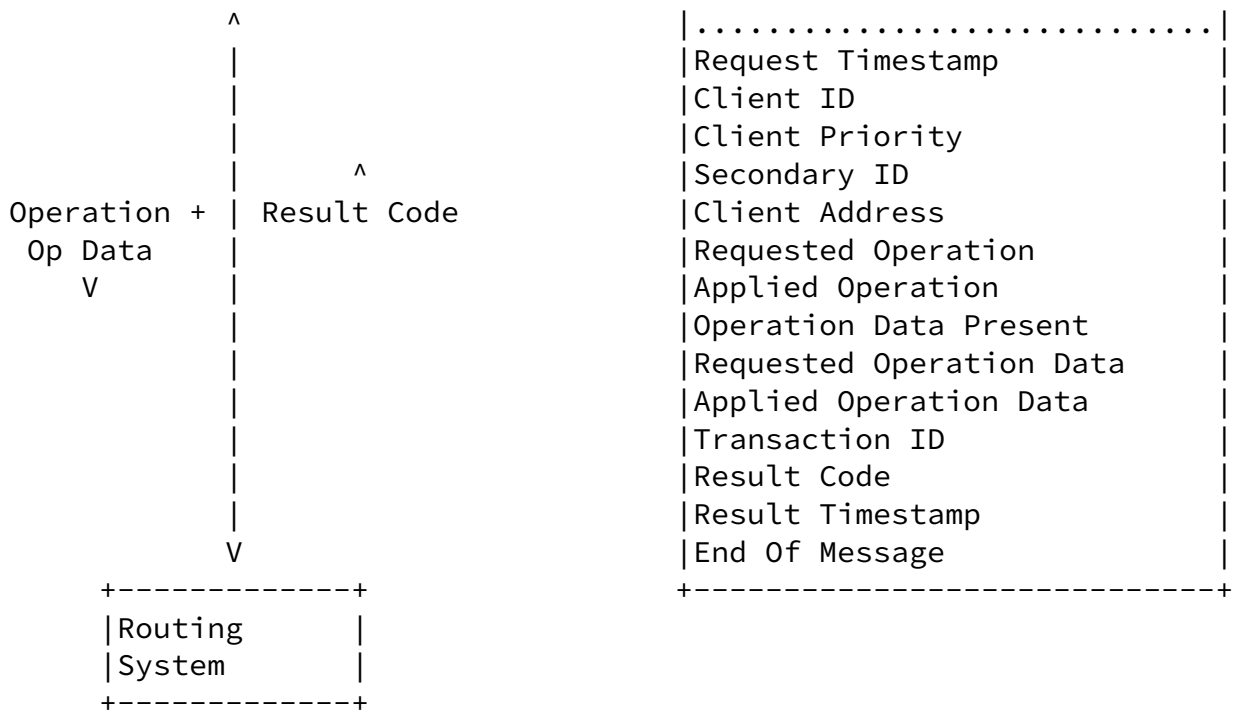 ^                         |.............................|
            |                         |Request Timestamp            |
            |                         |Client ID                    |
            |                         |Client Priority              |
            |      ^                  |Secondary ID                 |
Operation + | Result Code             |Client Address               |
 Op Data    |                         |Requested Operation          |
    V       |                         |Applied Operation            |
            |                         |Operation Data Present       |
            |                         |Requested Operation Data     |
            |                         |Applied Operation Data       |
            |                         |Transaction ID               |
            |                         |Result Code                  |
            |                         |Result Timestamp             |
            V                         |End Of Message               |
     +-------------+                  +-----------------------------+
     |Routing      |
     |System       |
     +-------------+